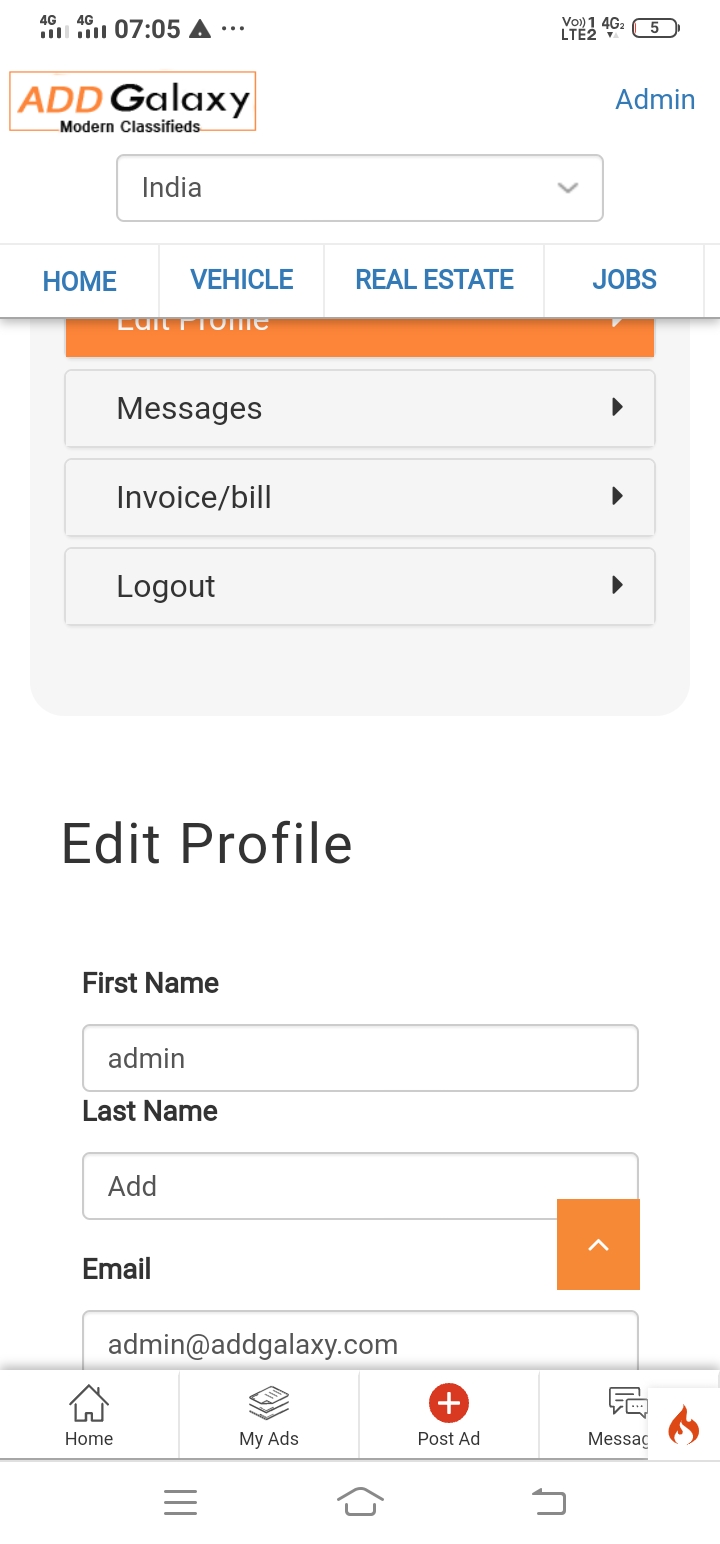 4G 4G 07:05 ... Vo)) 1 4G2 5
LTE2
ADD Galaxy
Modern Classifieds
Admin
India
HOME VEHICLE REAL ESTATE JOBS
Edit Profile
Messages
Invoice/bill
Logout
Edit Profile
First Name
admin
Last Name
Add
Email
admin@addgalaxy.com
Home My Ads Post Ad Messag